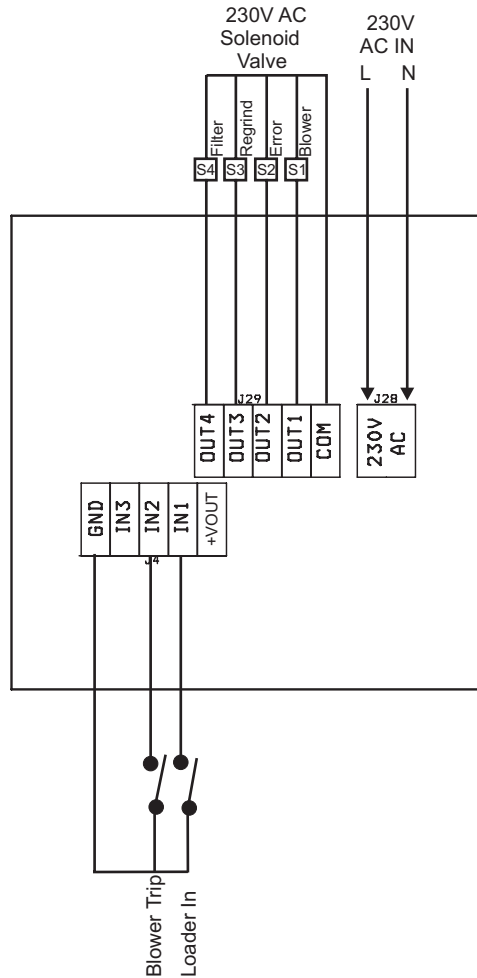 230V AC
Solenoid
Valve
230V
AC IN
L N
Filter
Regrind
Error
Blower
S4 S3 S2 S1
J29
OUT4
OUT3
OUT2
OUT1
COM
J28
230V
AC
GND
IN3
IN2
IN1
+VOUT
J4
Blower Trip
Loader In